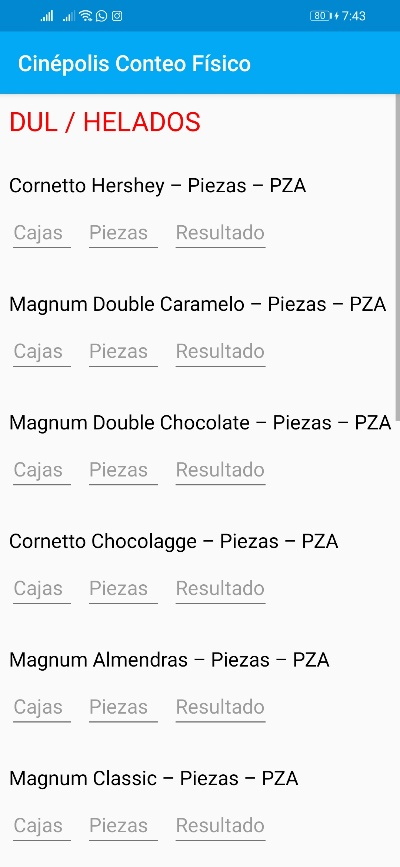 80 7:43
Cinépolis Conteo Físico
DUL / HELADOS
Cornetto Hershey – Piezas – PZA
Cajas Piezas Resultado
Magnum Double Caramelo – Piezas – PZA
Cajas Piezas Resultado
Magnum Double Chocolate – Piezas – PZA
Cajas Piezas Resultado
Cornetto Chocolagge – Piezas – PZA
Cajas Piezas Resultado
Magnum Almendras – Piezas – PZA
Cajas Piezas Resultado
Magnum Classic – Piezas – PZA
Cajas Piezas Resultado